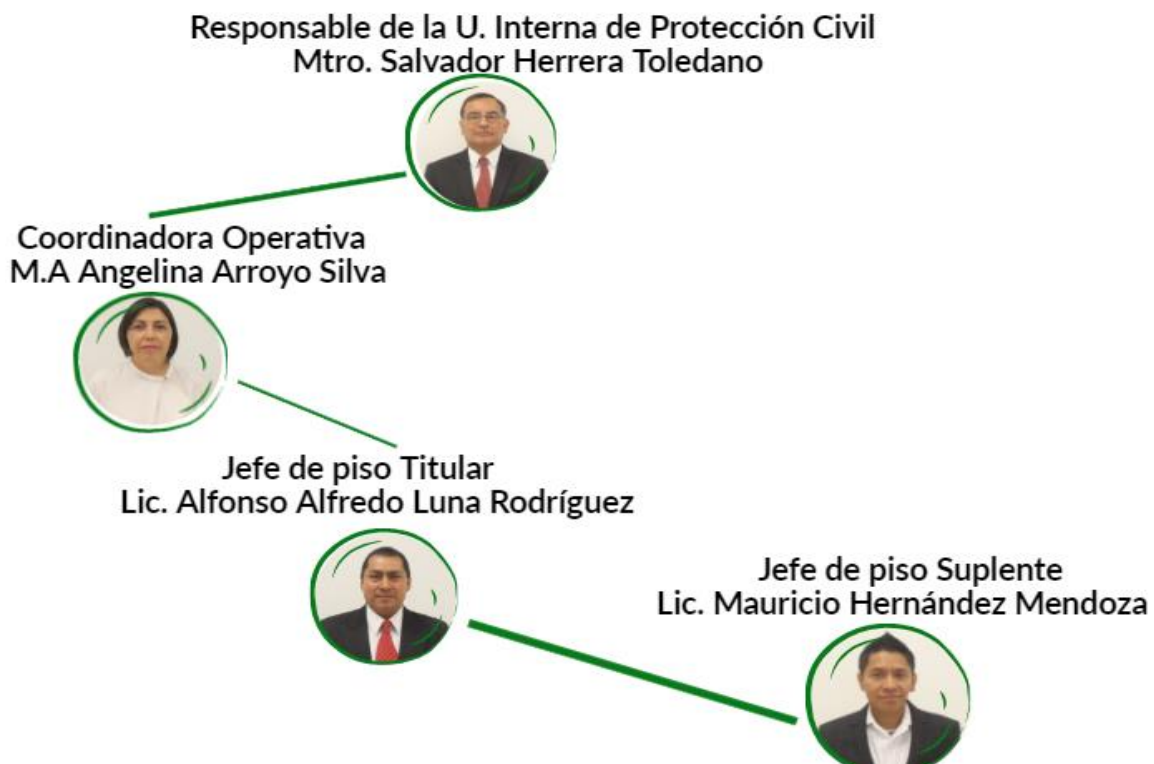 Responsable de la U. Interna de Protección Civil
Mtro. Salvador Herrera Toledano
Coordinadora Operativa
M.A Angelina Arroyo Silva
Jefe de piso Titular
Lic. Alfonso Alfredo Luna Rodríguez
Jefe de piso Suplente
Lic. Mauricio Hernández Mendoza